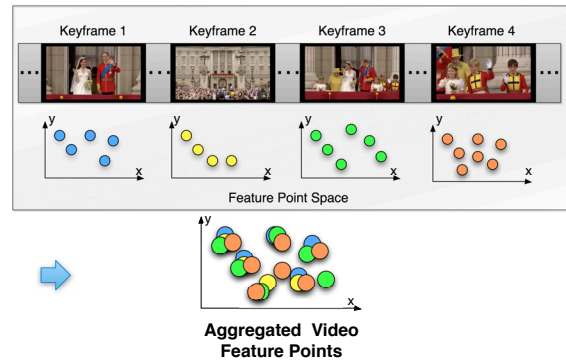 Keyframe 1 Keyframe 2 Keyframe 3 Keyframe 4
... ... ... ... ...
y y y y
x x x x
Feature Point Space
y
x
Aggregated Video
Feature Points